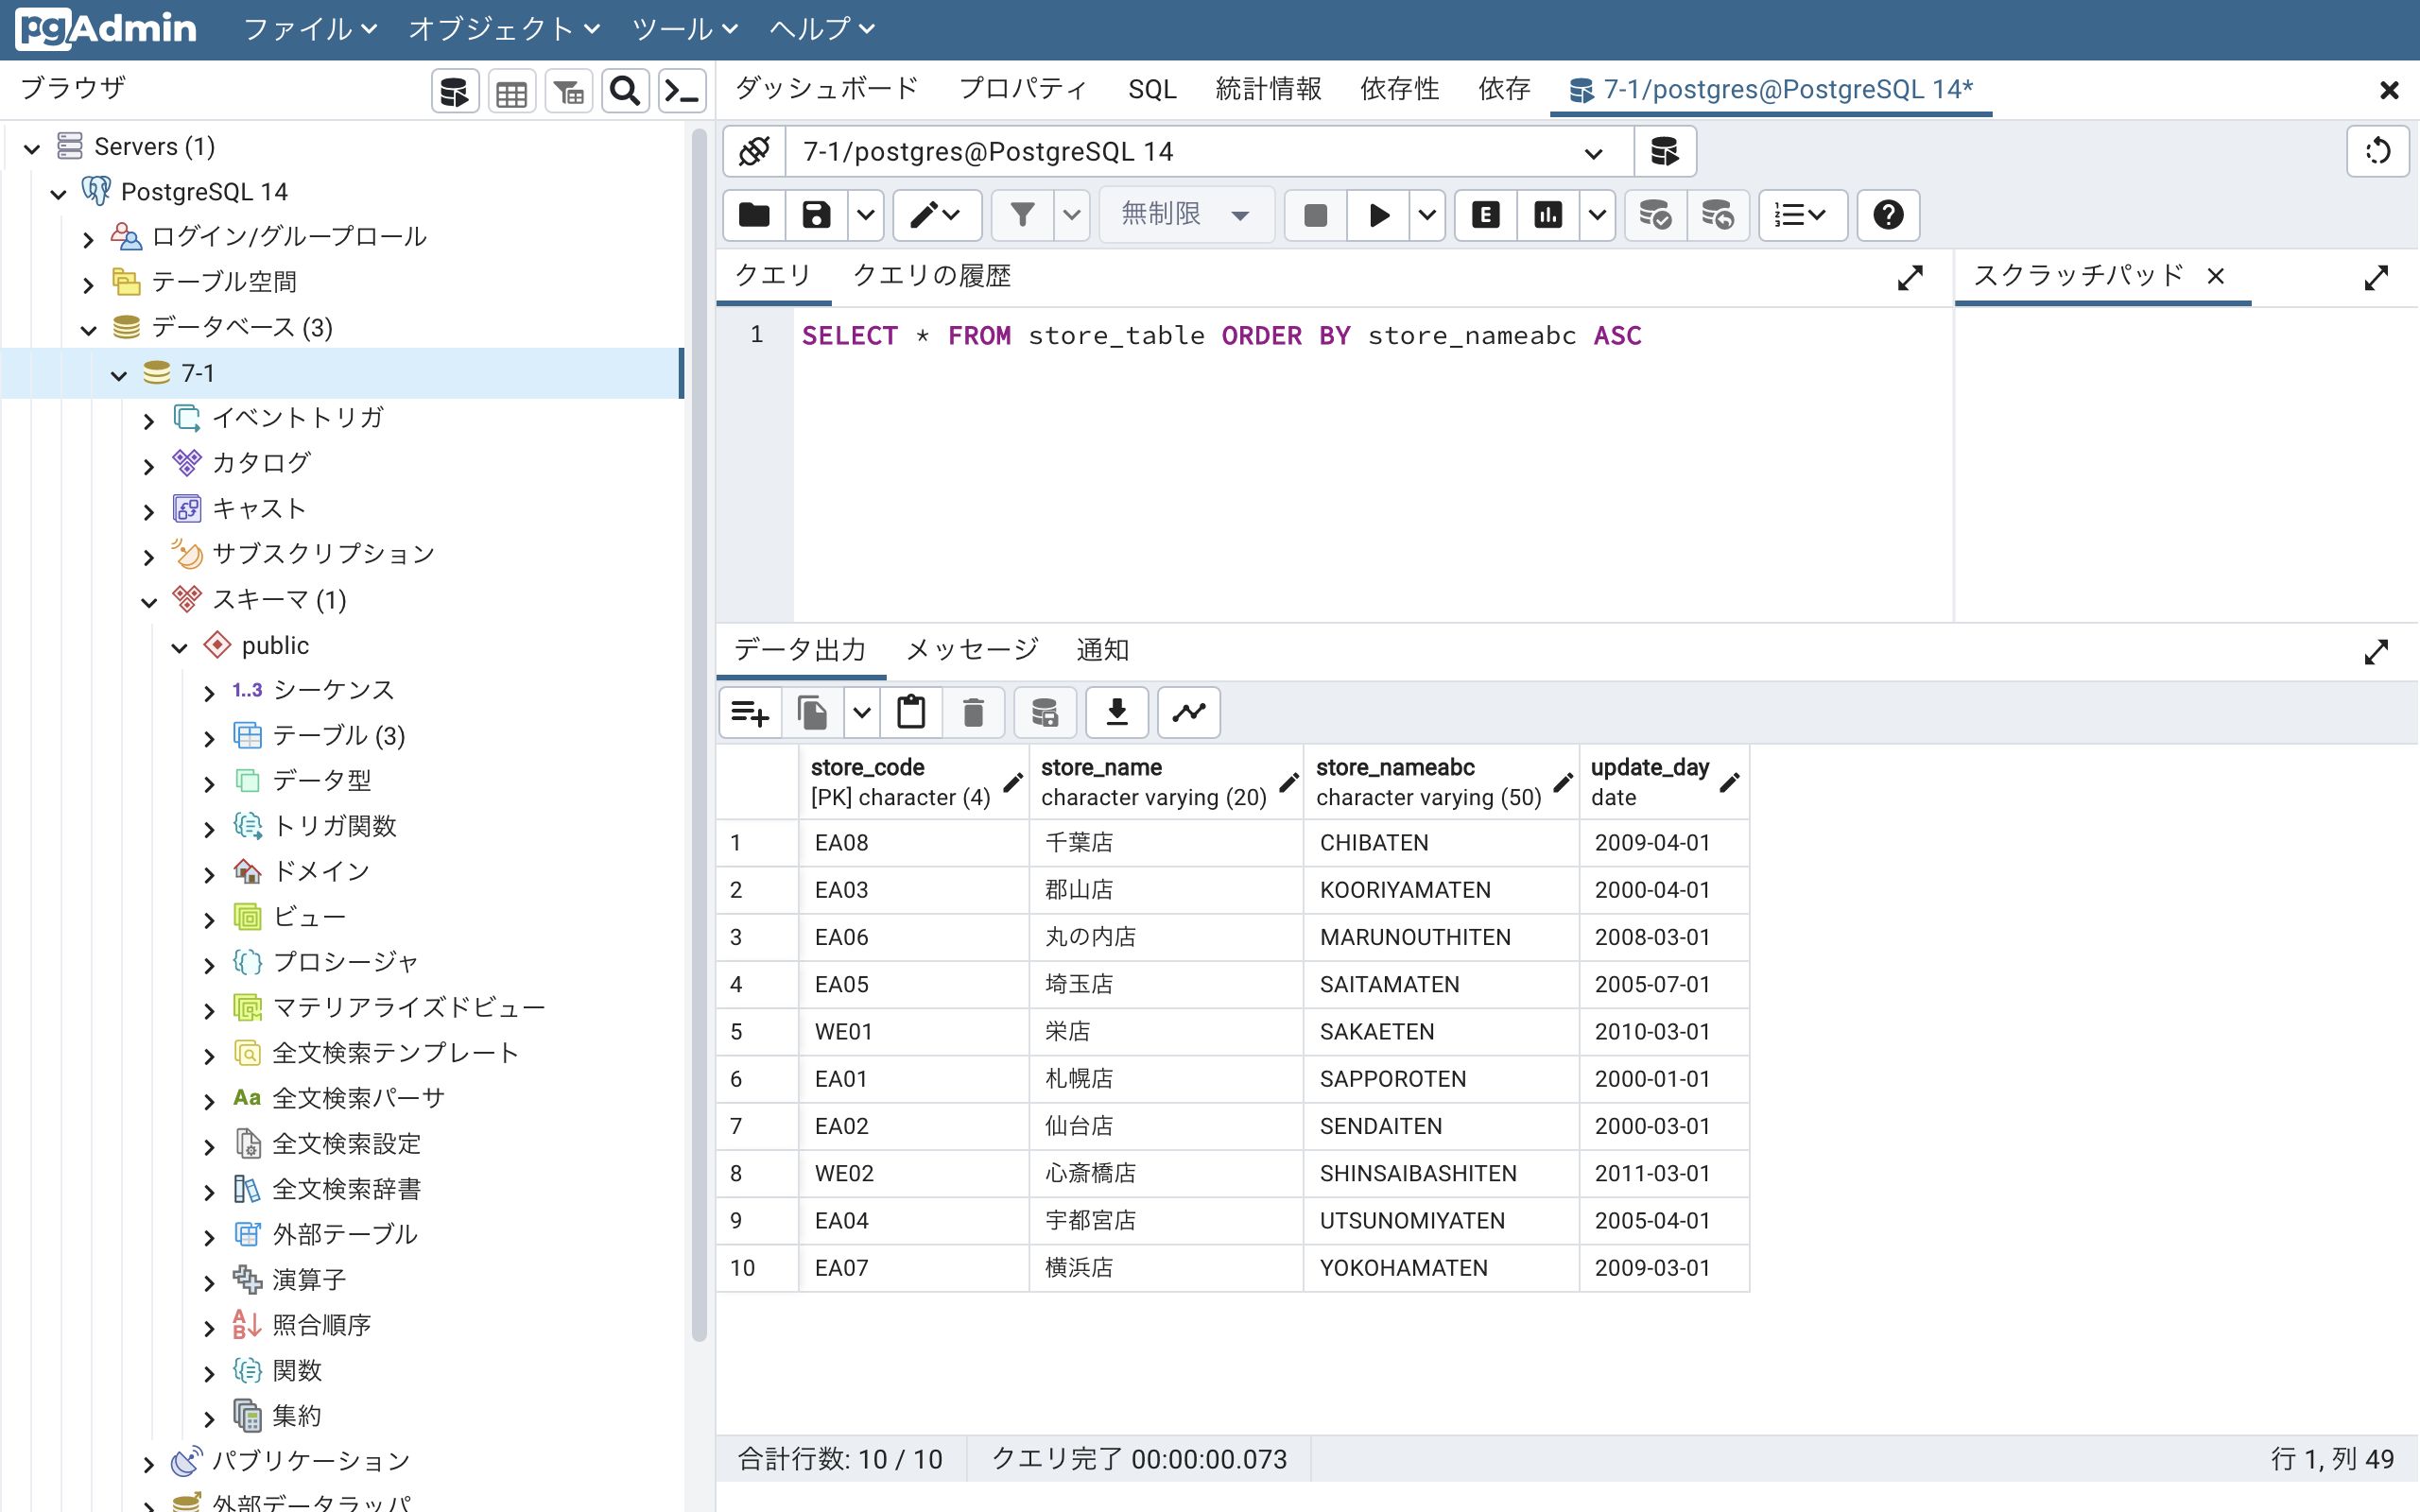 pgAdmin ファイル オブジェクト ツール ヘルプ
ブラウザ
Servers (1)
PostgreSQL 14
ログイン/グループロール
テーブル空間
データベース (3)
7-1
イベントトリガ
カタログ
キャスト
サブスクリプション
スキーマ (1)
public
1..3 シーケンス
テーブル (3)
データ型
トリガ関数
ドメイン
ビュー
プロシージャ
マテリアライズドビュー
全文検索テンプレート
Aa 全文検索パーサ
全文検索設定
全文検索辞書
外部テーブル
演算子
照合順序
関数
集約
パブリケーション
外部データラッパ
ダッシュボード プロパティ SQL 統計情報 依存性 依存 7-1/postgres@PostgreSQL 14*
7-1/postgres@PostgreSQL 14
無制限 E
クエリ クエリの履歴 スクラッチパッド
1 SELECT * FROM store_table ORDER BY store_nameabc ASC
データ出力 メッセージ 通知
store_code store_name store_nameabc update_day
[PK] character (4) character varying (20) character varying (50) date
1 EA08 千葉店 CHIBATEN 2009-04-01
2 EA03 郡山店 KOORIYAMATEN 2000-04-01
3 EA06 丸の内店 MARUNOUTHITEN 2008-03-01
4 EA05 埼玉店 SAITAMATEN 2005-07-01
5 WE01 栄店 SAKAETEN 2010-03-01
6 EA01 札幌店 SAPPOROTEN 2000-01-01
7 EA02 仙台店 SENDAITEN 2000-03-01
8 WE02 心斎橋店 SHINSAIBASHITEN 2011-03-01
9 EA04 宇都宮店 UTSUNOMIYATEN 2005-04-01
10 EA07 横浜店 YOKOHAMATEN 2009-03-01
合計行数: 10 / 10 クエリ完了 00:00:00.073 行 1, 列 49